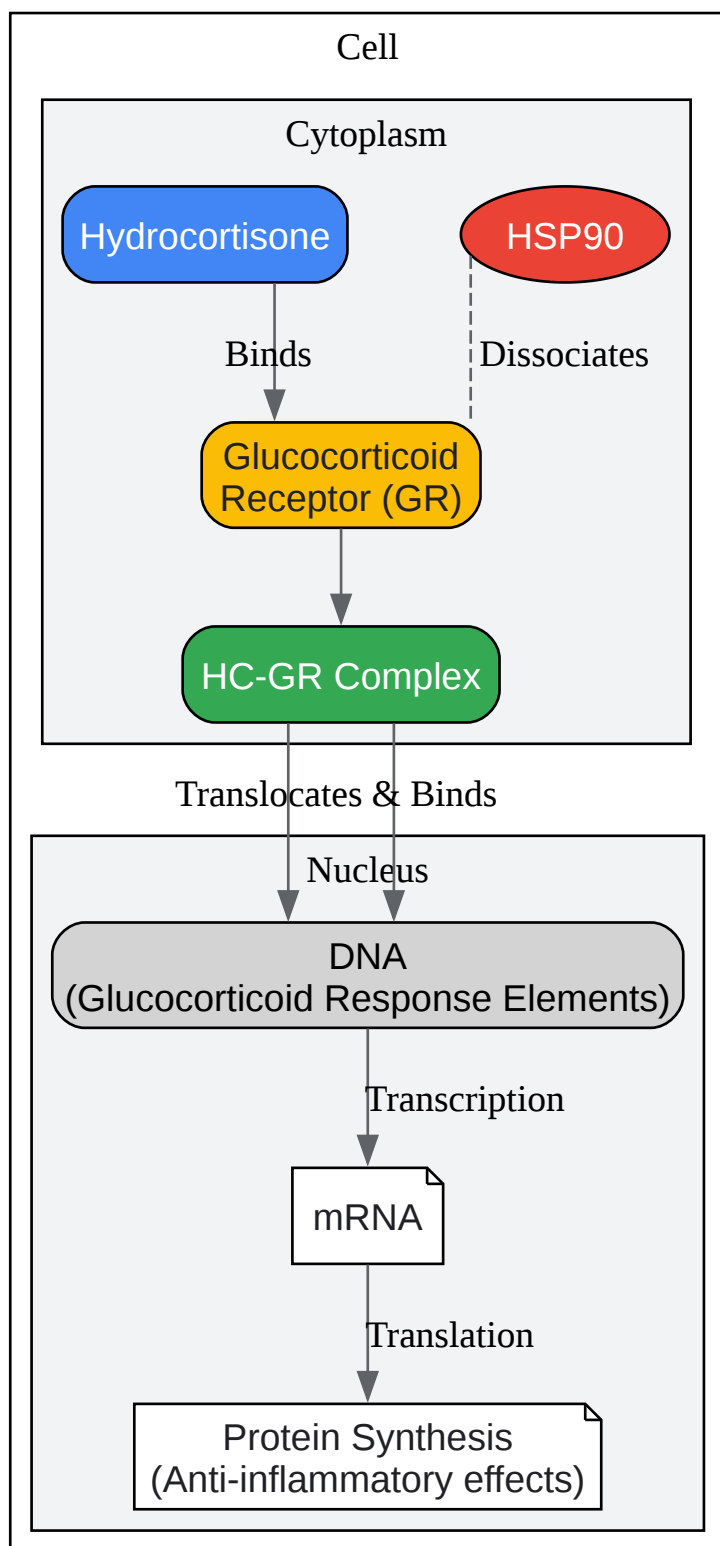 Cell
Cytoplasm
Hydrocortisone
HSP90
Binds
Dissociates
Glucocorticoid
Receptor (GR)
HC-GR Complex
Translocates & Binds
Nucleus
DNA
(Glucocorticoid Response Elements)
Transcription
mRNA
Translation
Protein Synthesis
(Anti-inflammatory effects)